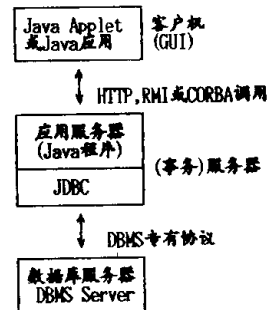 Java Applet
或Java应用
客户机
(GUI)
HTTP,RMI或CORBA调用
应用服务器
(Java程序)
JDBC
(事务)服务器
DBMS专有协议
数据库服务器
DBMS Server